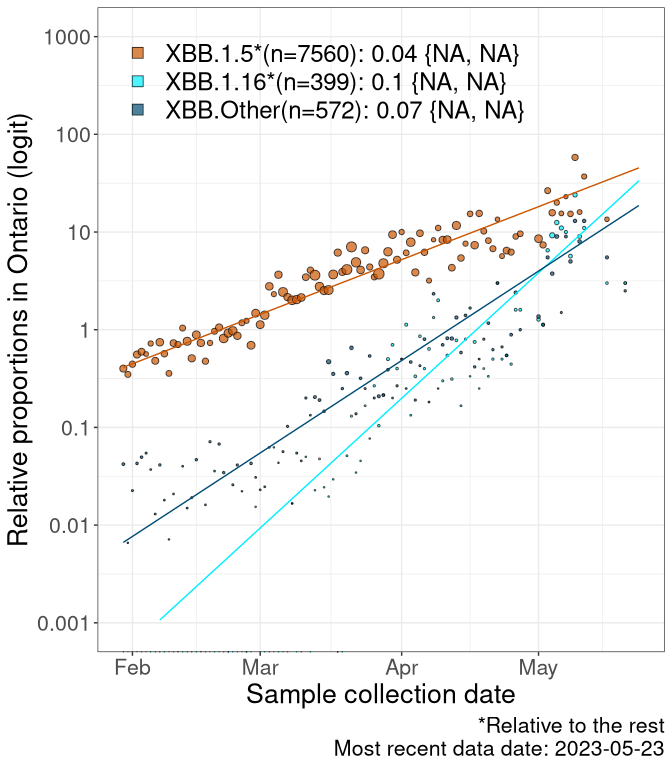 XBB.1.5*(n=7560): 0.04 {NA, NA}
XBB.1.16*(n=399): 0.1 {NA, NA}
XBB.Other(n=572): 0.07 {NA, NA}
Relative proportions in Ontario (logit)
1000
100
10
1
0.1
0.01
0.001
Feb Mar Apr May
Sample collection date
*Relative to the rest
Most recent data date: 2023-05-23